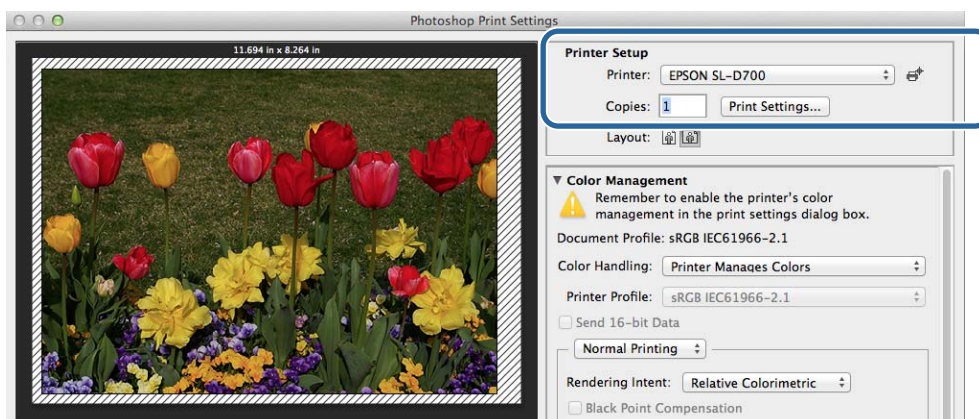 Photoshop Print Settings
11.694 in x 8.264 in
Printer Setup
Printer: EPSON SL-D700
Copies: 1 Print Settings...
Layout:
Color Management
Remember to enable the printer's color
management in the print settings dialog box.
Document Profile: sRGB IEC61966-2.1
Color Handling: Printer Manages Colors
Printer Profile: sRGB IEC61966-2.1
Send 16-bit Data
Normal Printing
Rendering Intent: Relative Colorimetric
Black Point Compensation